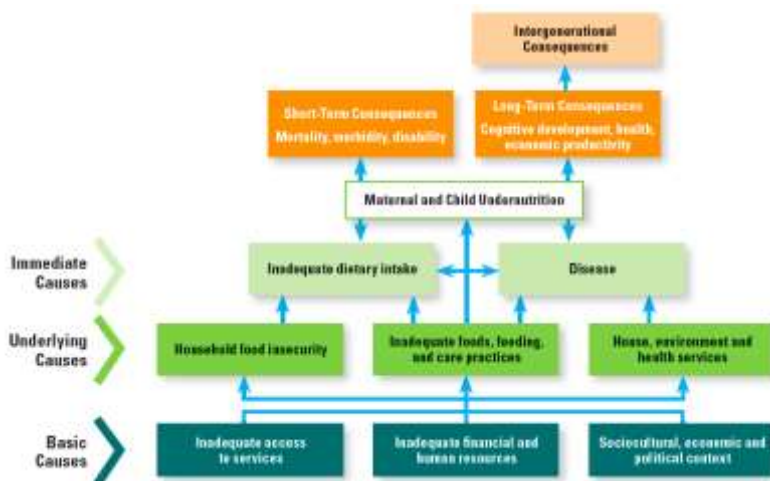 Intergenerational
Consequences
Short-Term Consequences
Mortality, morbidity, disability
Long-Term Consequences
Cognitive development, health,
economic productivity
Maternal and Child Undernutrition
Immediate
Causes
Inadequate dietary intake
Disease
Underlying
Causes
Household food insecurity
Inadequate foods, feeding,
and care practices
House, environment and
health services
Basic
Causes
Inadequate access
to services
Inadequate financial and
human resources
Sociocultural, economic and
political context